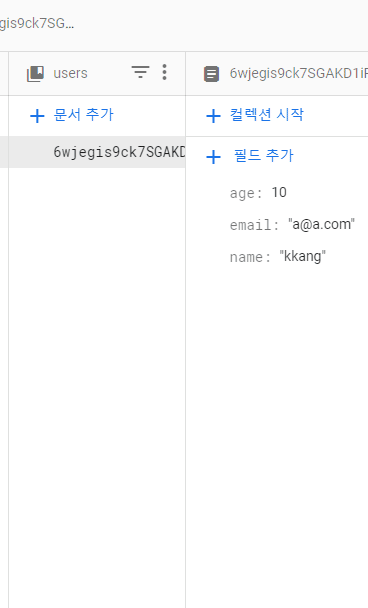 gis9ck7SG...
users
6wjegis9ck7SGAKD1iF
문서 추가
컬렉션 시작
6wjegis9ck7SGAKD
필드 추가
age: 10
email: "a@a.com"
name: "kkang"